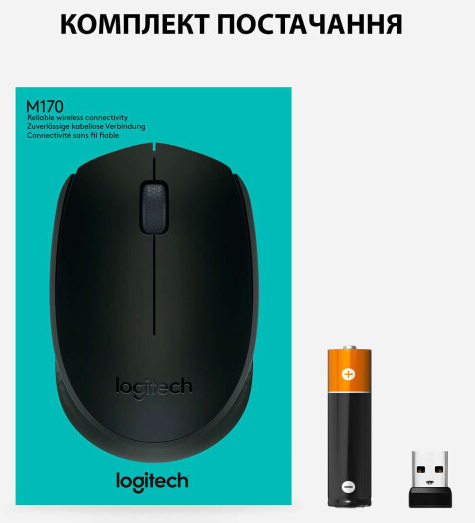 КОМПЛЕКТ ПОСТАЧАННЯ
M170
Reliable wireless connectivity
Zuverlässige kabellose Verbindung
Connectivité sans fil fiable
logitech
logitech